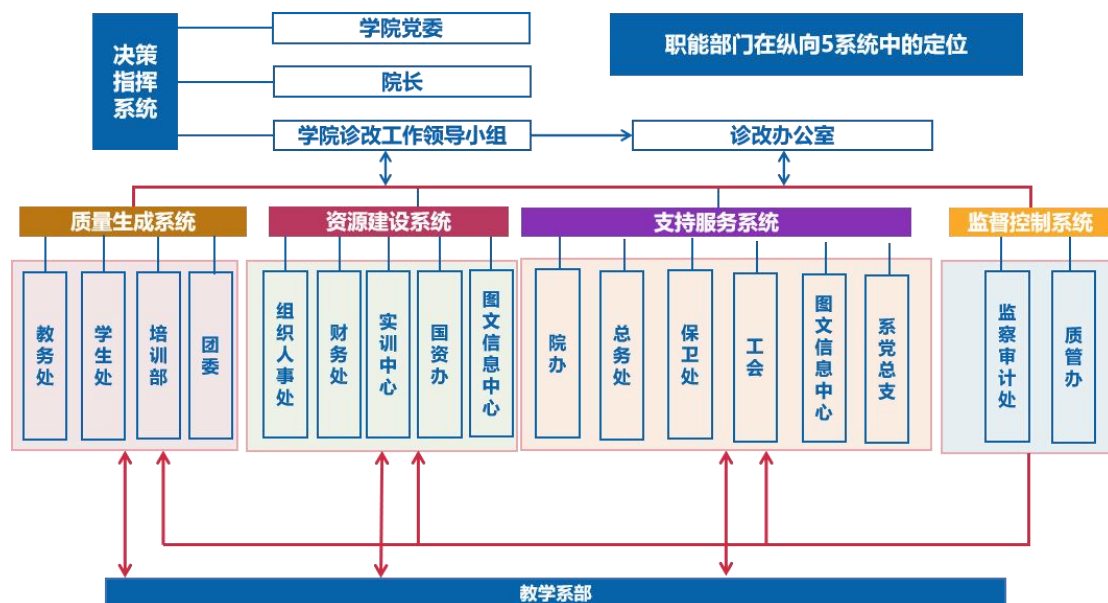 决策
指挥
系统
学院党委
职能部门在纵向5系统中的定位
院长
学院诊改工作领导小组
诊改办公室
质量生成系统
资源建设系统
支持服务系统
监督控制系统
教务处
学生处
培训部
团委
组织人事处
财务处
实训中心
国资办
图文信息中心
院办
总务处
保卫处
工会
图文信息中心
系党总支
监察审计处
质管办
教学系部